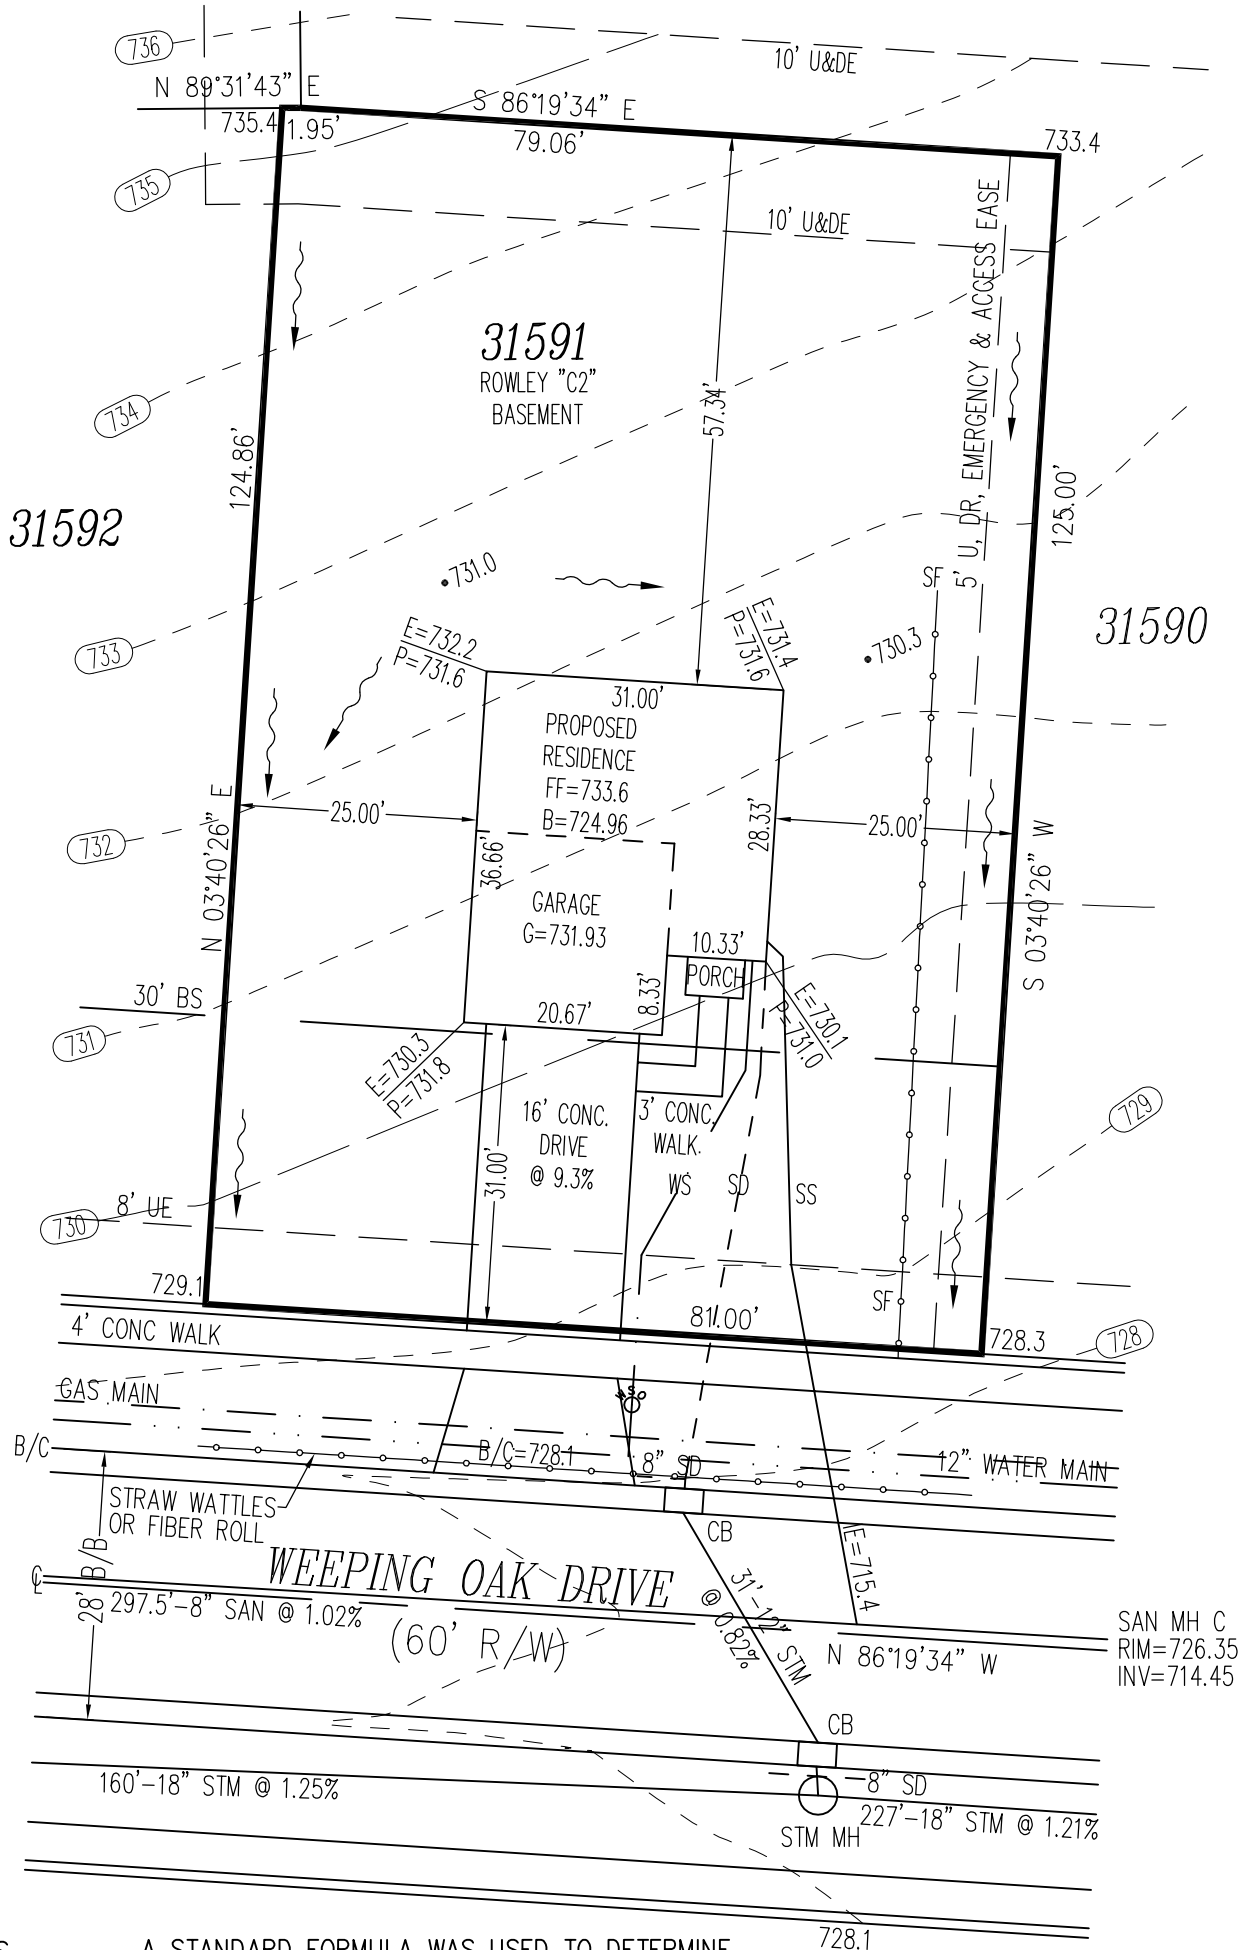 736
10' U&DE
N 89°31'43" E
S 86°19'34" E
735.4
1.95'
79.06'
733.4
735
10' U&DE
5' U, DR, EMERGENCY & ACCESS EASE
31591
ROWLEY "C2"
BASEMENT
734
57.34'
124.86'
125.00'
31592
731.0
SF
31590
E=732.2
P=731.6
E=731.4
P=731.6
730.3
733
31.00'
PROPOSED
RESIDENCE
FF=733.6
B=724.96
25.00'
28.33'
25.00'
732
36.66'
N 03°40'26" E
S 03°40'26" W
GARAGE
G=731.93
10.33'
PORCH
30' BS
8.33'
20.67'
E=730.1
P=731.0
731
E=730.3
P=731.8
16' CONC.
DRIVE
@ 9.3%
3' CONC.
WALK
729
31.00'
WS
SD
SS
8' UE
730
729.1
SF
81.00'
4' CONC WALK
728.3
728
GAS MAIN
WSO
B/C
B/C=728.1
8" SD
12" WATER MAIN
STRAW WATTLES
OR FIBER ROLL
CB
28' B/B
WEEPING OAK DRIVE
IE=715.4
CL
297.5'-8" SAN @ 1.02%
(60' R/W)
31'-12" STM
@ 0.82%
N 86°19'34" W
SAN MH C
RIM=726.35
INV=714.45
CB
160'-18" STM @ 1.25%
8" SD
227'-18" STM @ 1.21%
STM MH
728.1
A STANDARD FORMULA WAS USED TO DETERMINE